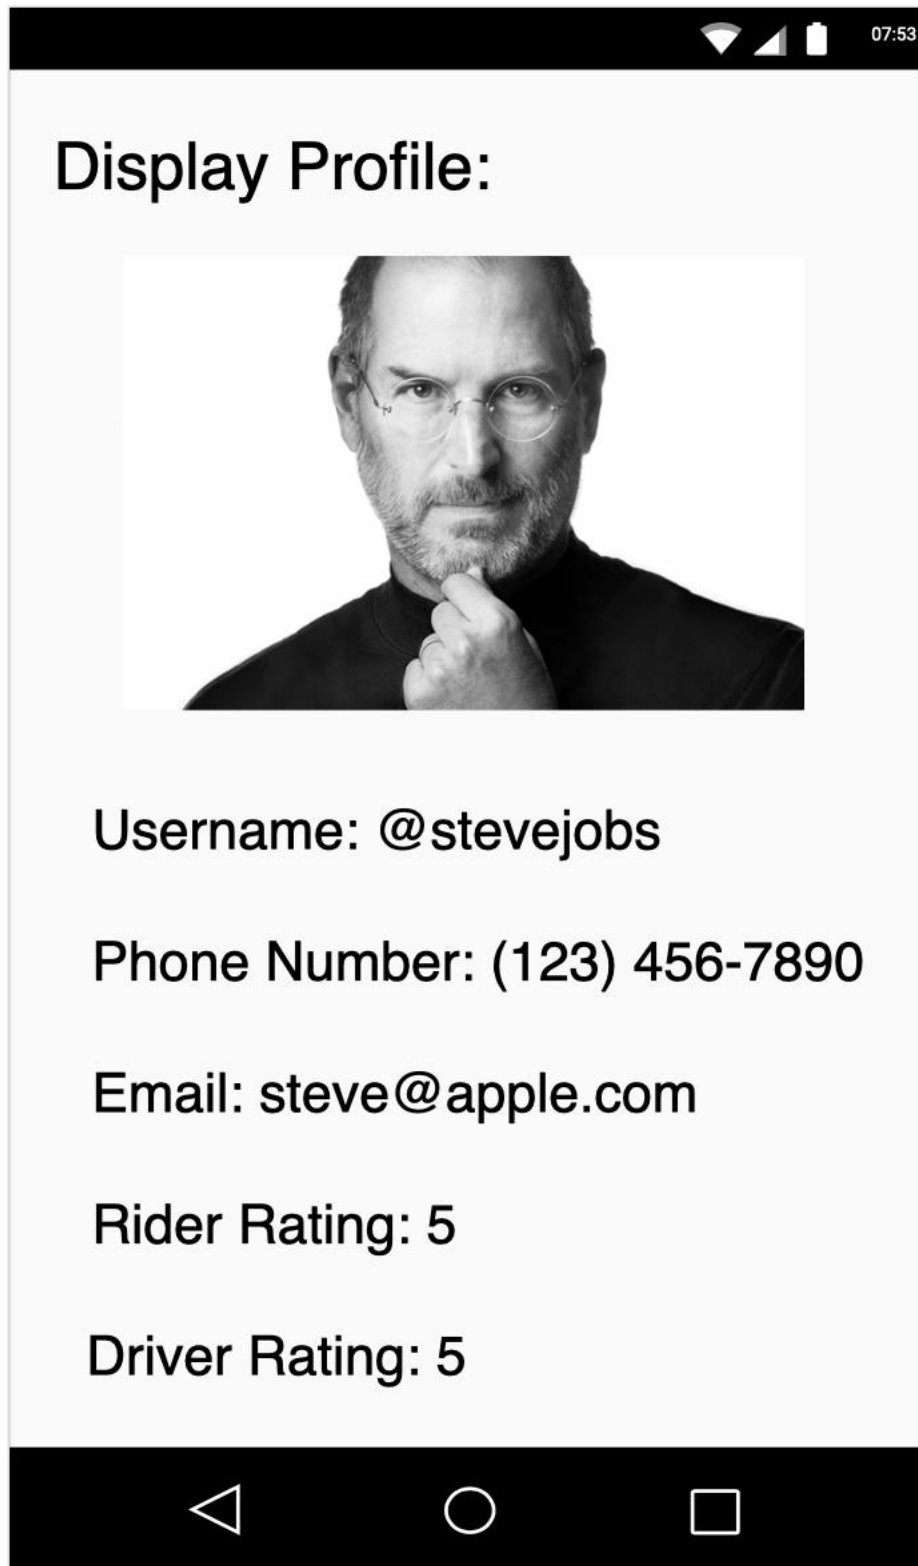 07:53
Display Profile:
Username: @stevejobs
Phone Number: (123) 456-7890
Email: steve@apple.com
Rider Rating: 5
Driver Rating: 5